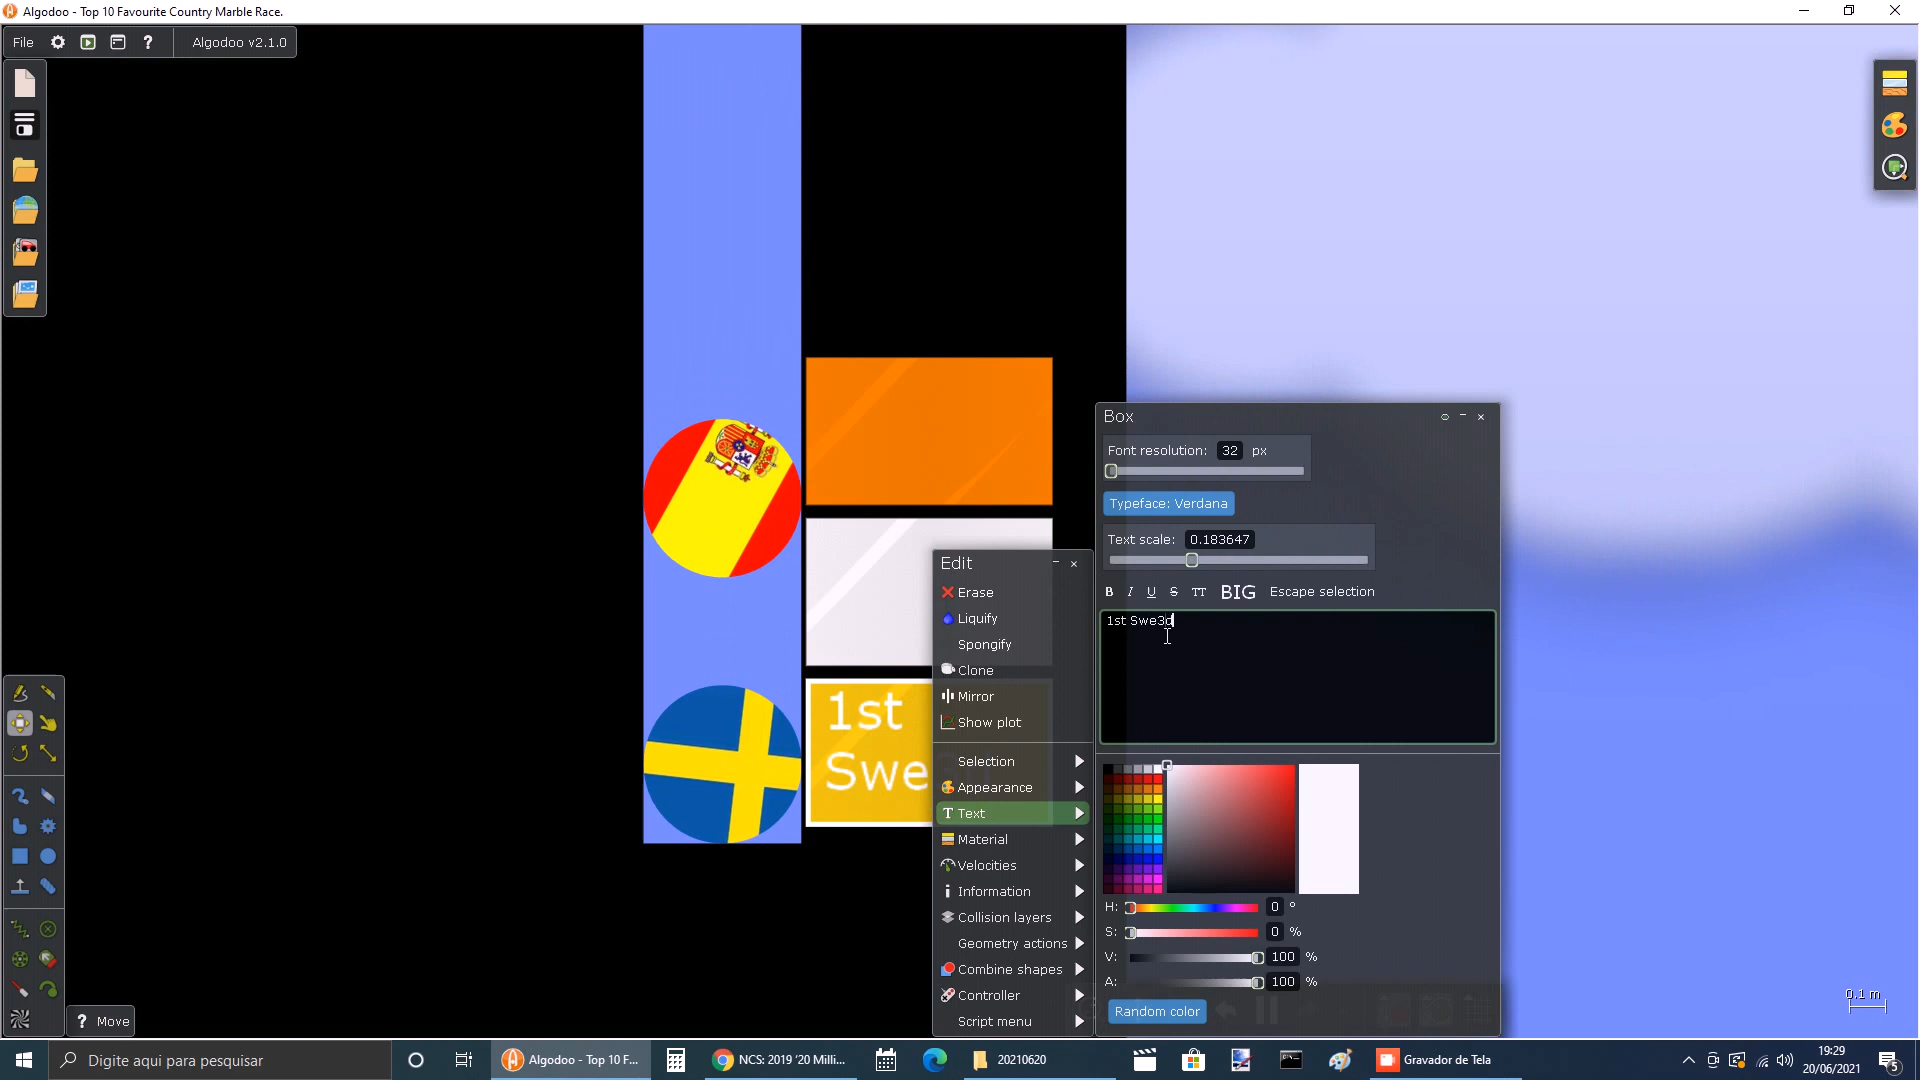 Algodoo - Top 10 Favourite Country Marble Race.
File
?
Algodoo v2.1.0
Box
Font resolution: 32 px
Typeface: Verdana
Text scale: 0.183647
B I U S TT BIG Escape selection
1st Swe3d
Edit
Erase
Liquify
Spongify
Clone
Mirror
Show plot
Selection
Appearance
T Text
Material
Velocities
Information
Collision layers
Geometry actions
Combine shapes
Controller
Script menu
1st
Swe3d
H: 0 °
S: 0 %
V: 100 %
A: 100 %
Random color
0.1 m
? Move
Digite aqui para pesquisar
Algodoo - Top 10 F...
NCS: 2019 '20 Milli...
20210620
Gravador de Tela
19:29
20/06/2021
5